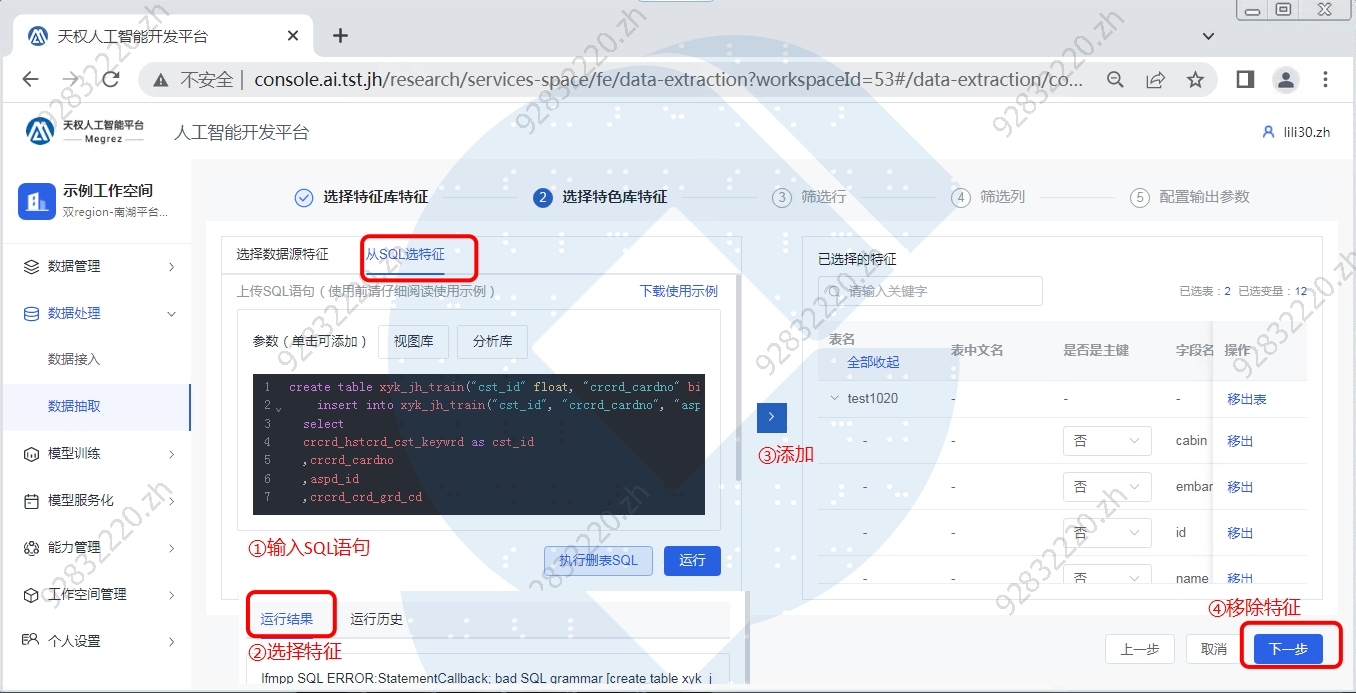 天权人工智能开发平台
不安全 | console.ai.tst.jh/research/services-space/fe/data-extraction?workspaceId=53#/data-extraction/co...
天权人工智能平台
Megrez
人工智能开发平台
lili30.zh
示例工作空间
双region-南湖平台...
数据管理
数据处理
数据接入
数据抽取
模型训练
模型服务化
能力管理
工作空间管理
个人设置
选择特征库特征
2 选择特色库特征
3 筛选行
4 筛选列
5 配置输出参数
选择数据源特征
从SQL选特征
上传SQL语句（使用前请仔细阅读使用示例）
下载使用示例
参数（单击可添加）
视图库
分析库
1 create table xyk_jh_train("cst_id" float, "crcrd_cardno" bi
2 insert into xyk_jh_train("cst_id", "crcrd_cardno", "asp
3 select
4 crcrd_hstcrd_cst_keywrd as cst_id
5 ,crcrd_cardno
6 ,aspd_id
7 ,crcrd_crd_grd_cd
①输入SQL语句
执行删表SQL
运行
运行结果
运行历史
②选择特征
lfmpp SQL ERROR:StatementCallback; bad SQL grammar [create table xyk_j
③添加
已选择的特征
请输入关键字
已选表：2 已选变量：12
表名
全部收起
表中文名
是否是主键
字段名
操作
test1020 - - - 移出表
- - 否 cabin 移出
- - 否 embar 移出
- - 否 id 移出
- - 否 name 移出
④移除特征
上一步
取消
下一步
92832220.zh
92832220.zh
92832220.zh
92832220.zh
92832220.zh
92832220.zh
92832220.zh
92832220.zh
92832220.zh